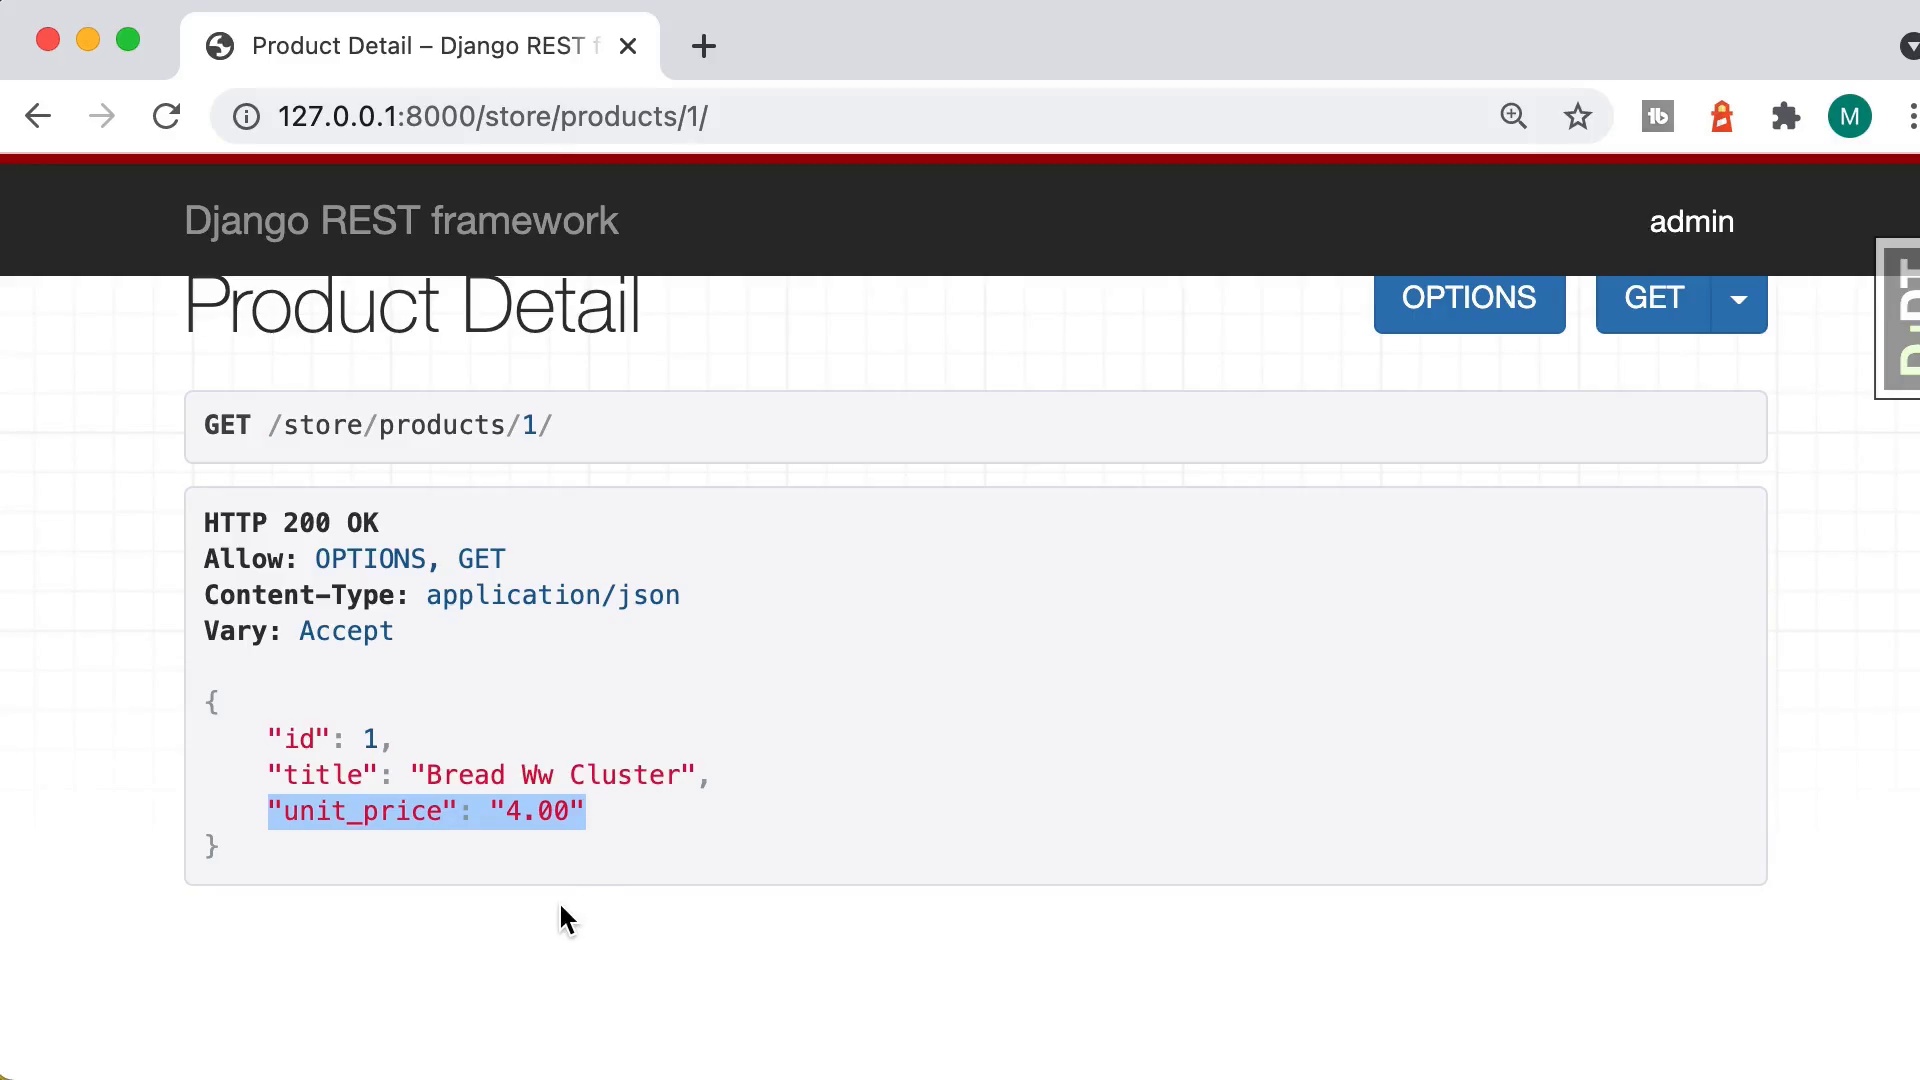 Product Detail – Django REST f
127.0.0.1:8000/store/products/1/
tb
M
Django REST framework
admin
Product Detail
OPTIONS
GET
DjDT
GET /store/products/1/
HTTP 200 OK
Allow: OPTIONS, GET
Content-Type: application/json
Vary: Accept
{
"id": 1,
"title": "Bread Ww Cluster",
"unit_price": "4.00"
}